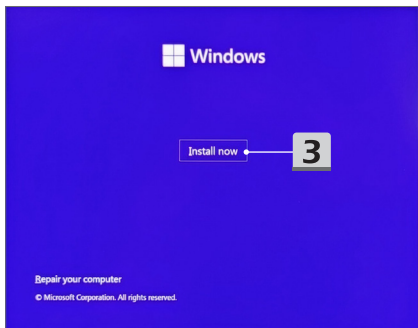 Windows
Install now
3
Repair your computer
© Microsoft Corporation. All rights reserved.